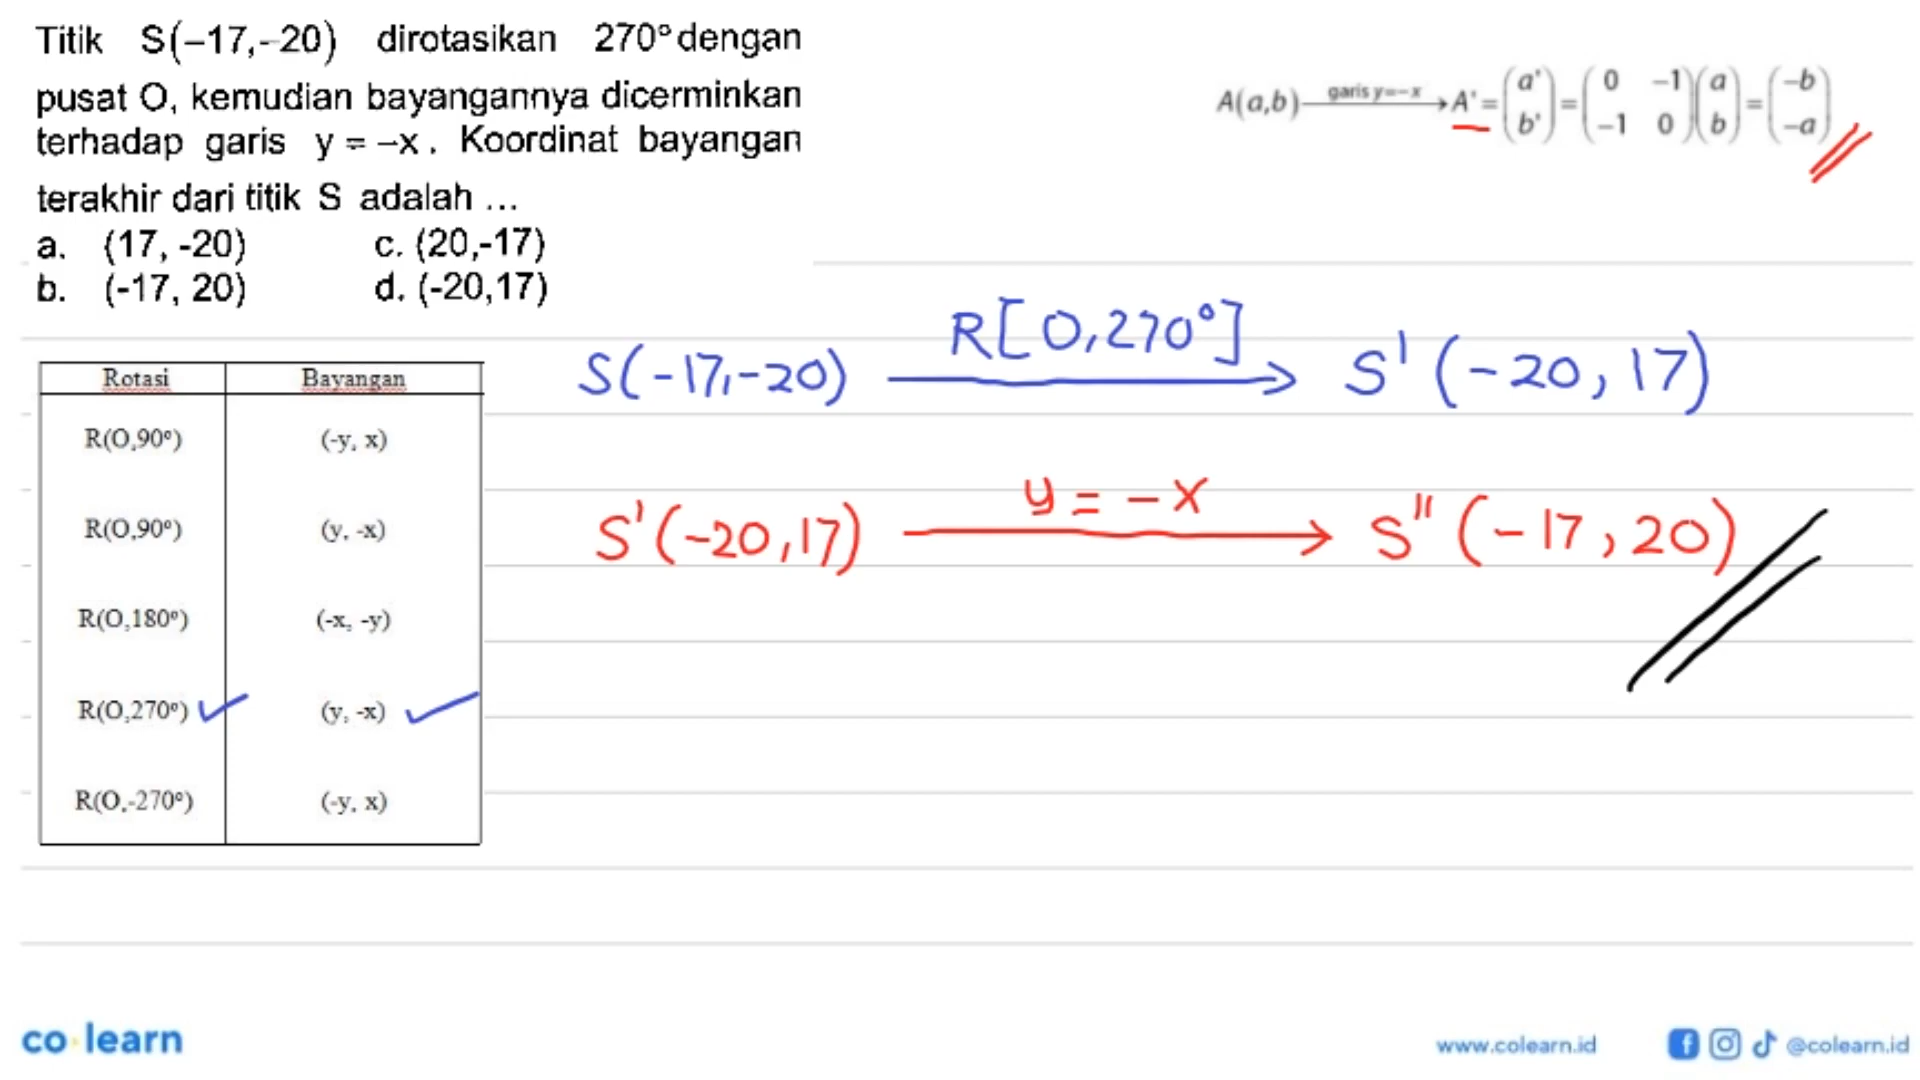 Titik S(-17,-20) dirotasikan 270° dengan
pusat O, kemudian bayangannya dicerminkan
terhadap garis y = -x. Koordinat bayangan
terakhir dari titik S adalah ...
a. (17, -20) c. (20,-17)
b. (-17, 20) d. (-20,17)
A(a,b) garis y=-x → A' = (a' b') = (0 -1 -1 0)(a b) = (-b -a)
S(-17,-20) R[O,270°] → S'(-20,17)
S'(-20,17) y = -x → S"(-17,20)
Rotasi Bayangan
R(O,90°) (-y, x)
R(O,90°) (y, -x)
R(O,180°) (-x, -y)
R(O,270°) (y, -x)
R(O,-270°) (-y, x)
co learn
www.colearn.id @colearn.id